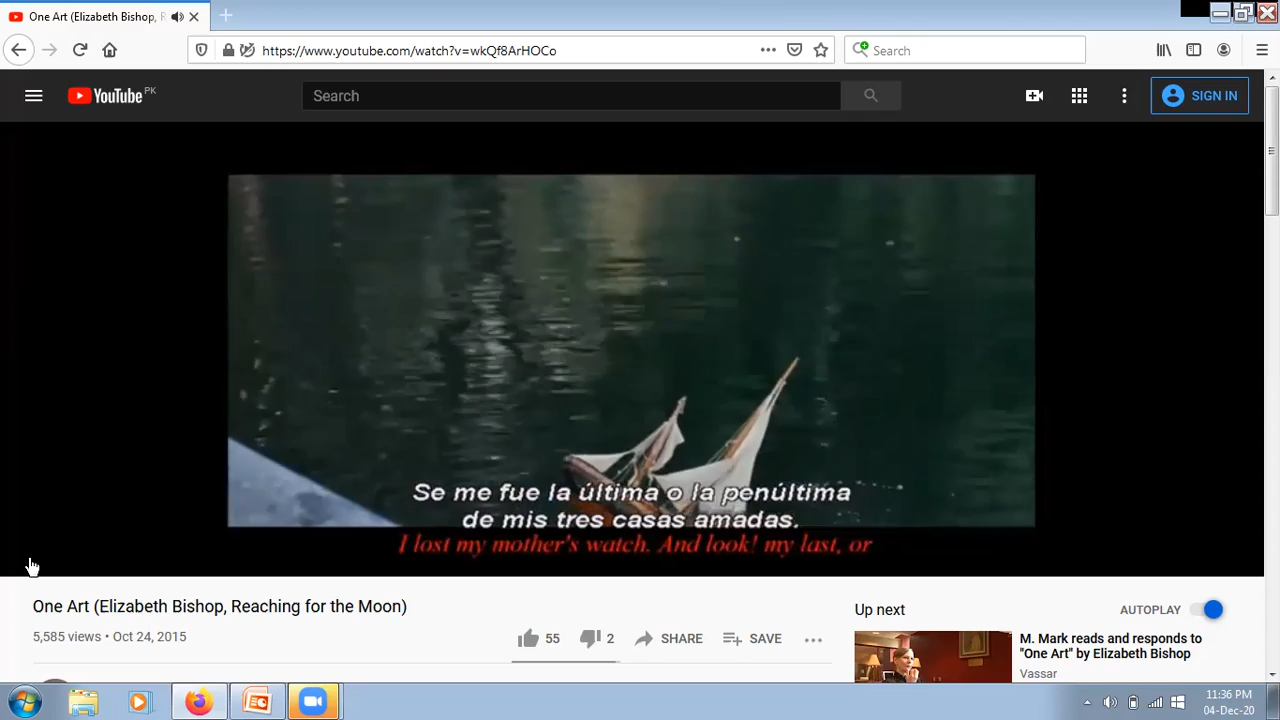 One Art (Elizabeth Bishop, R
https://www.youtube.com/watch?v=wkQf8ArHOCo
Search
YouTube PK
Search
SIGN IN
Se me fue la última o la penúltima
de mis tres casas amadas.
I lost my mother's watch. And look! my last, or
One Art (Elizabeth Bishop, Reaching for the Moon)
5,585 views • Oct 24, 2015
55
2
SHARE
SAVE
Up next
AUTOPLAY
M. Mark reads and responds to
"One Art" by Elizabeth Bishop
Vassar
11:36 PM
04-Dec-20